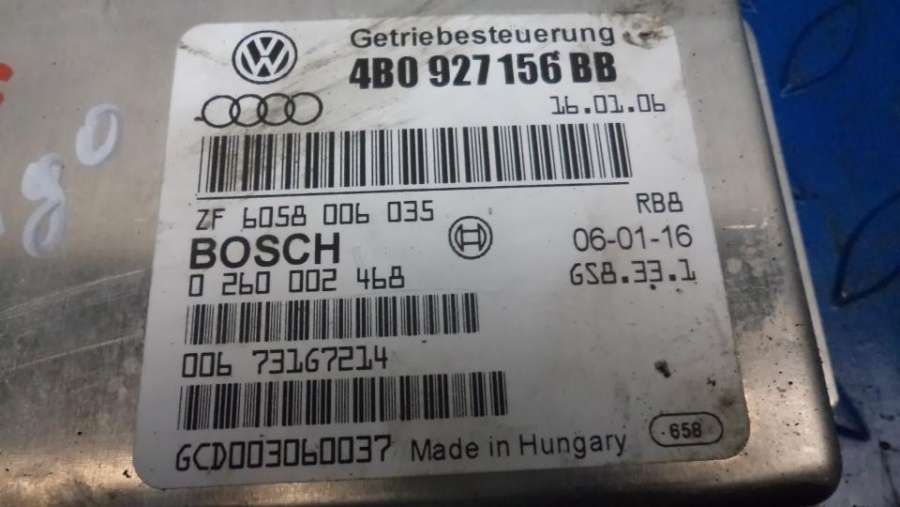 Getriebesteuerung
4B0 927 156 BB
16.01.06
ZF 6058 006 035 RB8
BOSCH 06-01-16
0 260 002 468 GS8.33.1
006 73167214
GCD003060037 Made in Hungary 658